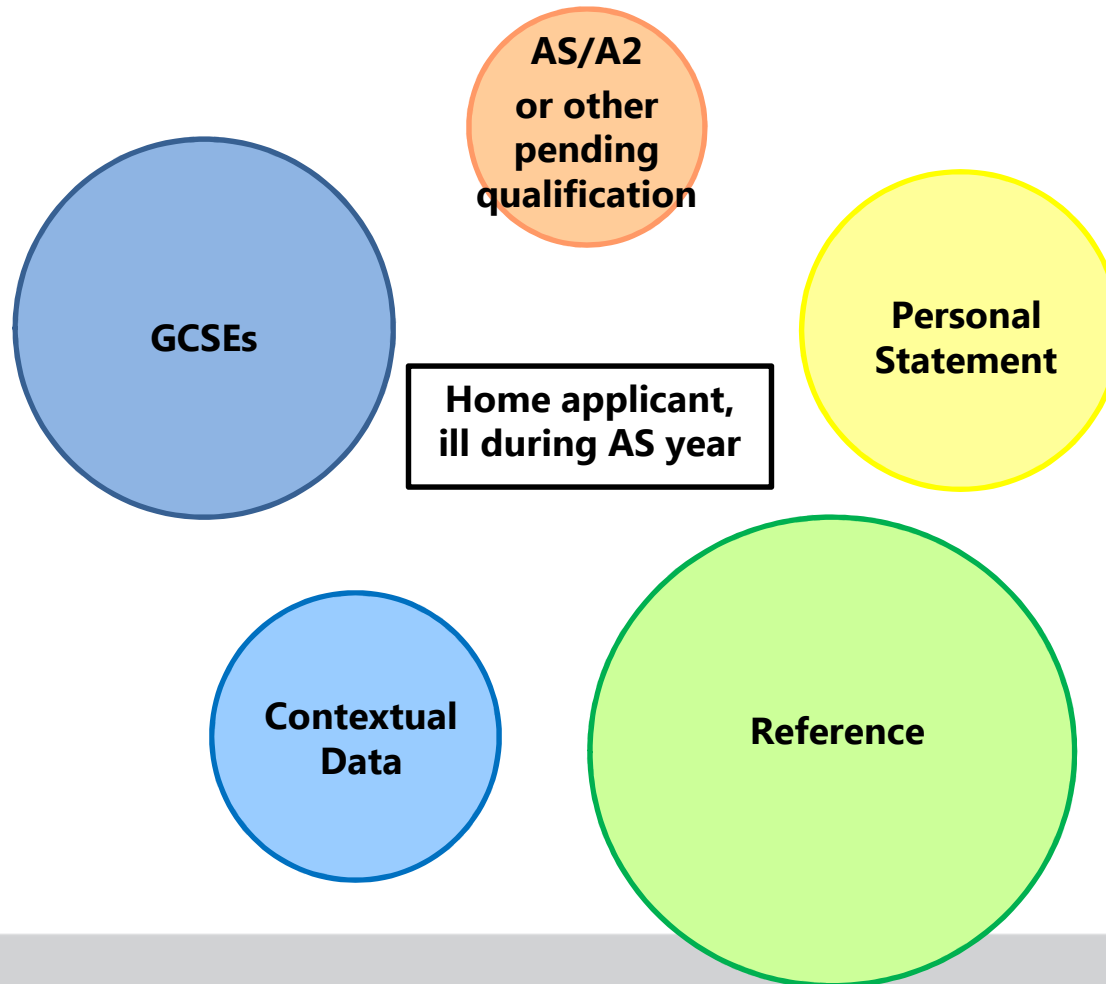 AS/A2
or other
pending
qualification
GCSEs
Personal
Statement
Home applicant,
ill during AS year
Contextual
Data
Reference